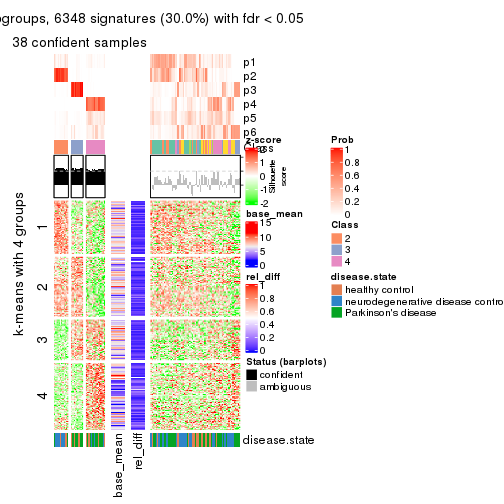 ogroups, 6348 signatures (30.0%) with fdr < 0.05
38 confident samples
p1
p2
p3
p4
p5
p6
Class
Silhouette
score
k-means with 4 groups
1
2
3
4
base_mean
rel_diff
disease.state
z-score
2
1
0
-1
-2
base_mean
15
10
5
0
rel_diff
1
0.8
0.6
0.4
0.2
0
Status (barplots)
confident
ambiguous
Prob
1
0.8
0.6
0.4
0.2
0
Class
2
3
4
disease.state
healthy control
neurodegenerative disease contro
Parkinson's disease